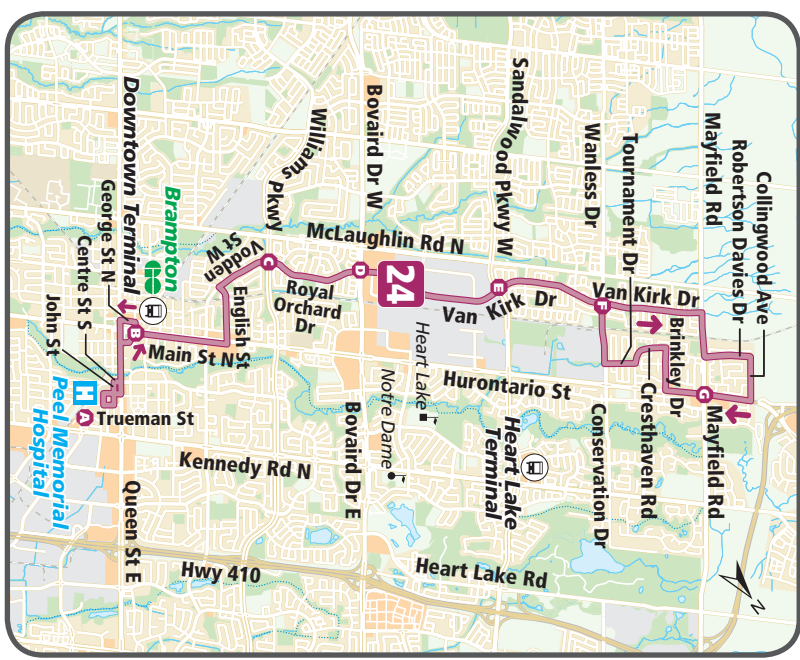 Downtown Terminal
Brampton
GO
George St N
Centre St S
John St
Peel Memorial
Hospital
H
A
Trueman St
B
Main St N
English St
Vodden
St W
C
Williams
Pkwy
Royal
Orchard
Dr
D
McLaughlin Rd N
Bovaird Dr W
24
Van Kirk Dr
E
Sandalwood Pkwy W
Wanless Dr
Tournament Dr
Mayfield Rd
Robertson Davies Dr
Collingwood Ave
Van Kirk Dr
F
Brinkley Dr
Cresthaven Rd
G
Mayfield Rd
Heart Lake
Notre Dame
Hurontario St
Heart Lake
Terminal
Conservation Dr
Bovaird Dr E
Kennedy Rd N
Queen St E
Hwy 410
Heart Lake Rd
N